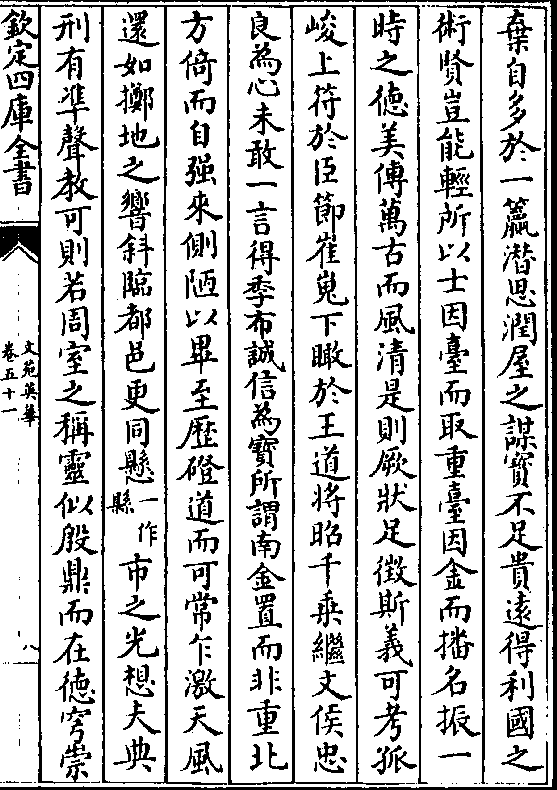 棄自多於一籯潜思潤屋之謀寳不足貴遠得利國之
術賢豈能輕所以士因臺而取重臺因金而播名振一
時之德美傳萬古而風清是則厥狀足徴斯義可考孤
峻上符於臣節崔嵬下瞰於王道將昭千乗繼文侯忠
良為心未敢一言得季布誠信為寳所謂南金置而非重北
方倚而自强來側陋以畢至歴磴道而可常乍激天風
還如擲地之響斜臨都邑更同懸一作縣市之光想夫典
刑有凖聲教可則若周室之稱靈似殷鼎而在德穹崇
欽定四庫全書
文苑英華
卷五十一
八